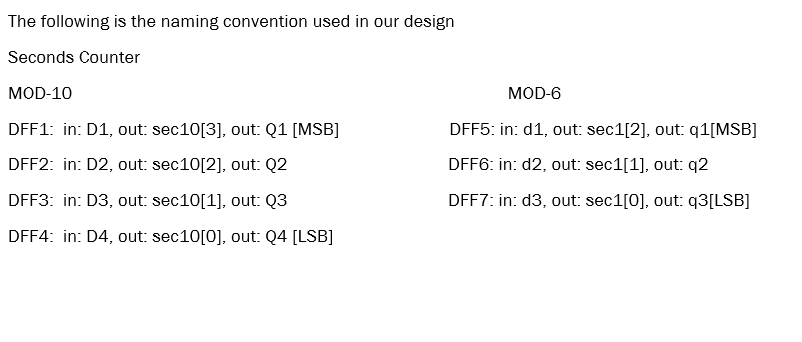 The following is the naming convention used in our design
Seconds Counter
MOD-10 MOD-6
DFF1: in: D1, out: sec10[3], out: Q1 [MSB] DFF5: in: d1, out: sec1[2], out: q1[MSB]
DFF2: in: D2, out: sec10[2], out: Q2 DFF6: in: d2, out: sec1[1], out: q2
DFF3: in: D3, out: sec10[1], out: Q3 DFF7: in: d3, out: sec1[0], out: q3[LSB]
DFF4: in: D4, out: sec10[0], out: Q4 [LSB]